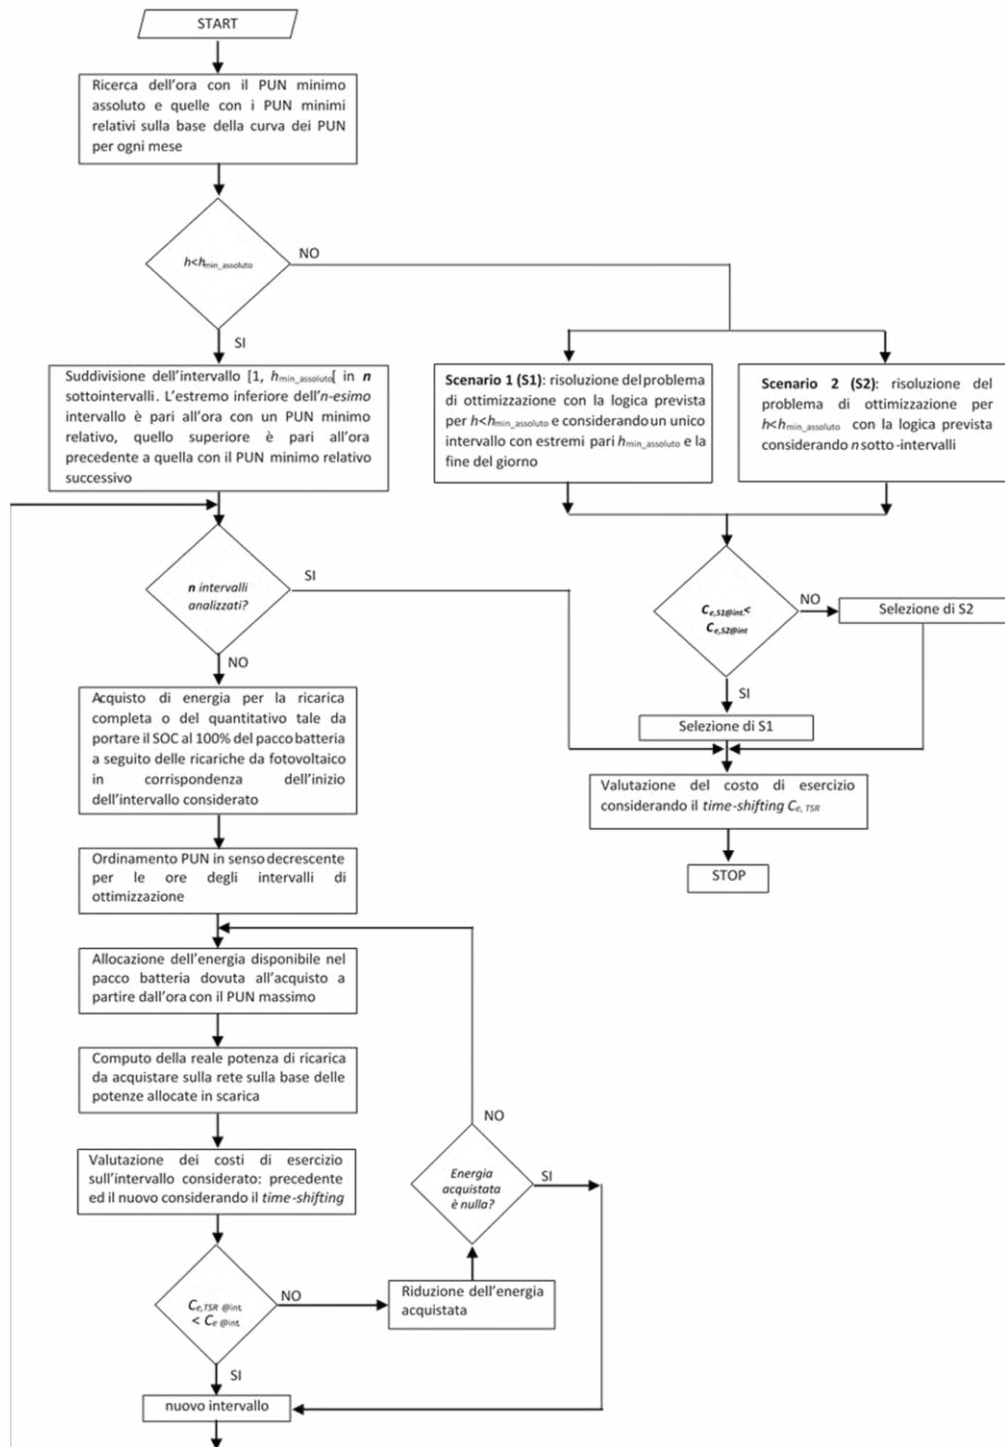 START
Ricerca dell'ora con il PUN minimo
assoluto e quelle con i PUN minimi
relativi sulla base della curva dei PUN
per ogni mese
h<hmin_assoluto
NO
SI
Suddivisione dell'intervallo [1, hmin_assoluto[ in n
sottointervalli. L'estremo inferiore dell'n-esimo
intervallo è pari all'ora con un PUN minimo
relativo, quello superiore è pari all'ora
precedente a quella con il PUN minimo relativo
successivo
Scenario 1 (S1): risoluzione del problema
di ottimizzazione con la logica prevista
per h<hmin_assoluto e considerando un unico
intervallo con estremi pari hmin_assoluto e la
fine del giorno
Scenario 2 (S2): risoluzione del
problema di ottimizzazione per
h<hmin_assoluto con la logica prevista
considerando n sotto-intervalli
n intervalli
analizzati?
SI
NO
Ce,S1@int.<
Ce,S2@int
NO
Selezione di S2
SI
Selezione di S1
Valutazione del costo di esercizio
considerando il time-shifting Ce, TSR
STOP
Acquisto di energia per la ricarica
completa o del quantitativo tale da
portare il SOC al 100% del pacco batteria
a seguito delle ricariche da fotovoltaico
in corrispondenza dell'inizio
dell'intervallo considerato
Ordinamento PUN in senso decrescente
per le ore degli intervalli di
ottimizzazione
Allocazione dell'energia disponibile nel
pacco batteria dovuta all'acquisto a
partire dall'ora con il PUN massimo
Computo della reale potenza di ricarica
da acquistare sulla rete sulla base delle
potenze allocate in scarica
Valutazione dei costi di esercizio
sull'intervallo considerato: precedente
ed il nuovo considerando il time-shifting
NO
Energia
acquistata
è nulla?
SI
Ce,TSR @int.
< Ce @int.
NO
Riduzione dell'energia
acquistata
SI
nuovo intervallo